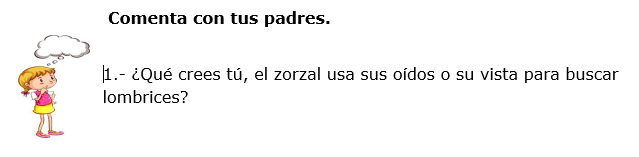 Comenta con tus padres.
1.- ¿Qué crees tú, el zorzal usa sus oídos o su vista para buscar
lombrices?